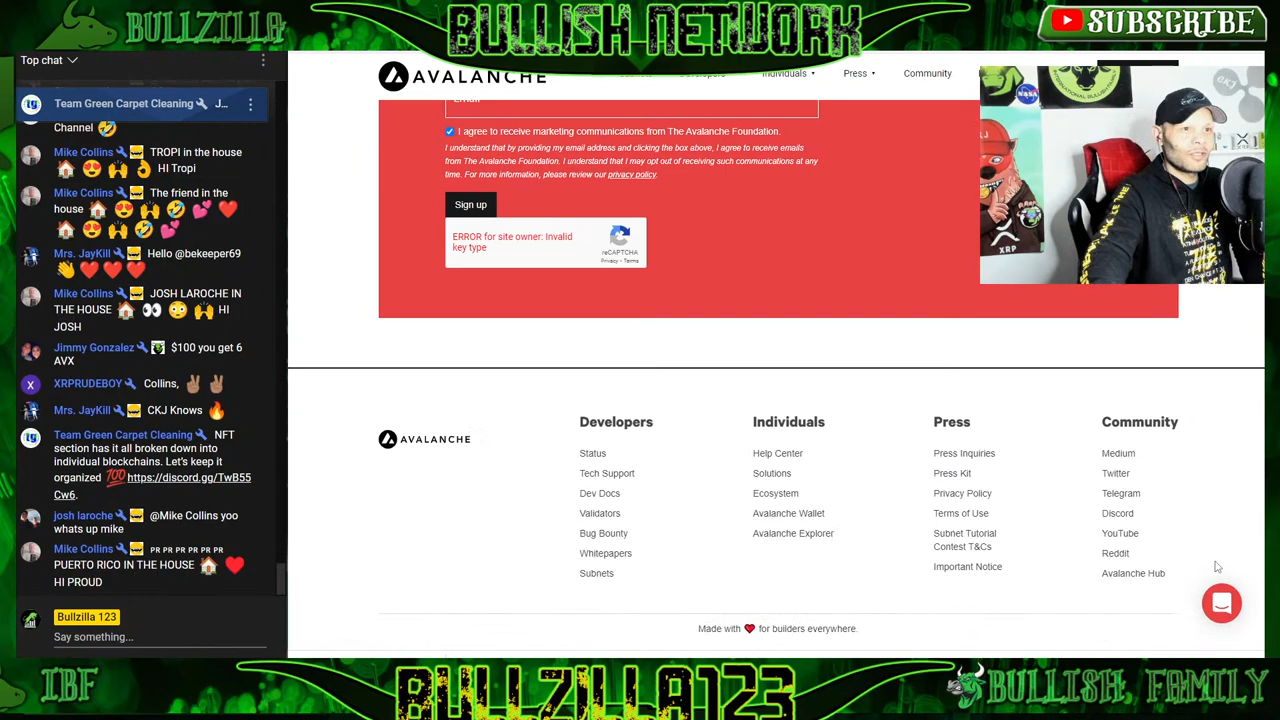 BULLZILLA
BULLISH NETWORK
SUBSCRIBE
Top chat
Team Green Carpet Cleaning J...
Channel 🤣
Mike Collins TROPI in the house
🏠 😍 🙌 👌 HI Tropi
Mike Collins The friend in the
house 🏠 😍 🙌 🤣 💕 ❤️
🏠 😍 🙌 🤣 💕
Mrs. JayKill Hello @bekeeper69
👋 ❤️ ❤️ ❤️
Mike Collins JOSH LAROCHE IN
THE HOUSE 🏠 👀 😳 🙌 HI
JOSH
Jimmy Gonzalez $100 you get 6
AVX
X
XRPRUDEBOY Collins, ✌🏽 ✌🏽
Mrs. JayKill CKJ Knows 🔥
Team Green Carpet Cleaning NFT
section has it all broken down into
individual blockchains. Let's keep it
organized 💯 https://discord.gg/TwB55
Cw6.
josh laroche @Mike Collins yoo
whats up mike
Mike Collins PR PR PR PR PR PR
PUERTO RICO IN THE HOUSE 🏠 ❤️
HI PROUD
Bullzilla 123
Say something...
AVALANCHE
Individuals
Press
Community
I agree to receive marketing communications from The Avalanche Foundation.
I understand that by providing my email address and clicking the box above, I agree to receive emails
from The Avalanche Foundation. I understand that I may opt out of receiving such communications at any
time. For more information, please review our privacy policy.
Sign up
ERROR for site owner: Invalid
key type
reCAPTCHA
Privacy - Terms
NASA
XRP
AVALANCHE
Developers
Status
Tech Support
Dev Docs
Validators
Bug Bounty
Whitepapers
Subnets
Individuals
Help Center
Solutions
Ecosystem
Avalanche Wallet
Avalanche Explorer
Press
Press Inquiries
Press Kit
Privacy Policy
Terms of Use
Subnet Tutorial
Contest T&Cs
Important Notice
Community
Medium
Twitter
Telegram
Discord
YouTube
Reddit
Avalanche Hub
Made with ❤️ for builders everywhere.
IBF
BULLZILLA123
BULLISH FAMILY